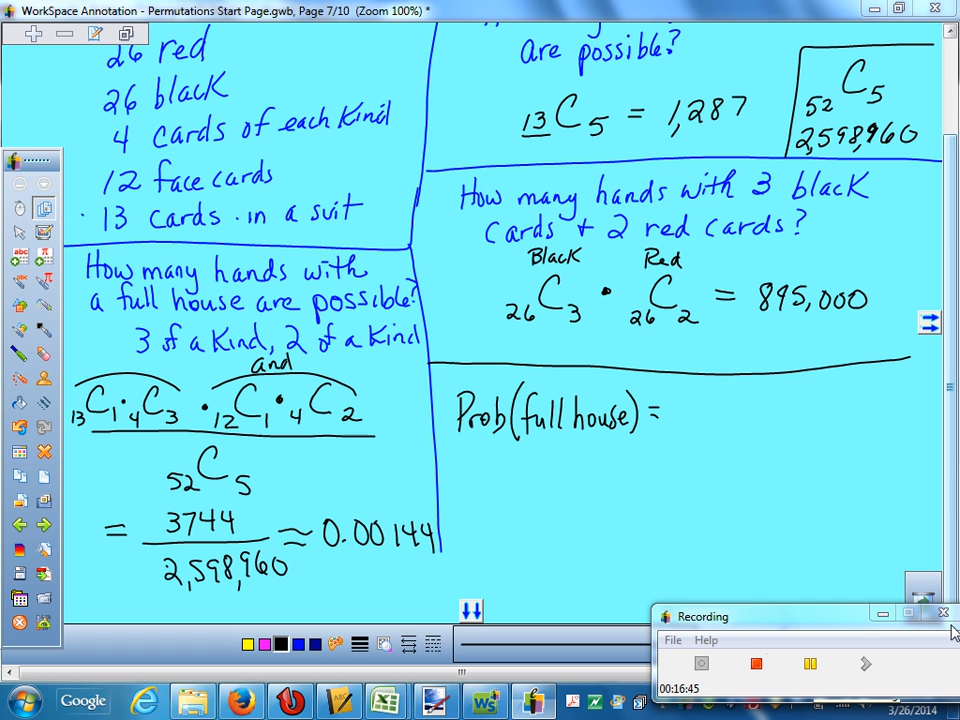 WorkSpace Annotation - Permutations Start Page.gwb, Page 7/10 (Zoom 100%) *
26 red
26 black
4 cards of each kind
12 face cards
13 cards in a suit
are possible?
13C5 = 1,287
52C5
2,598,960
How many hands with 3 black
cards + 2 red cards?
Black Red
26C3 • 26C2 = 895,000
How many hands with
a full house are possible?
3 of a kind, 2 of a kind
and
13C1 • 4C3 • 12C1 • 4C2
52C5
= 3744
2,598,960
≈ 0.00144
Prob(full house) =
abc
abc
abc
Recording
File Help
00:16:45
Google
3/26/2014